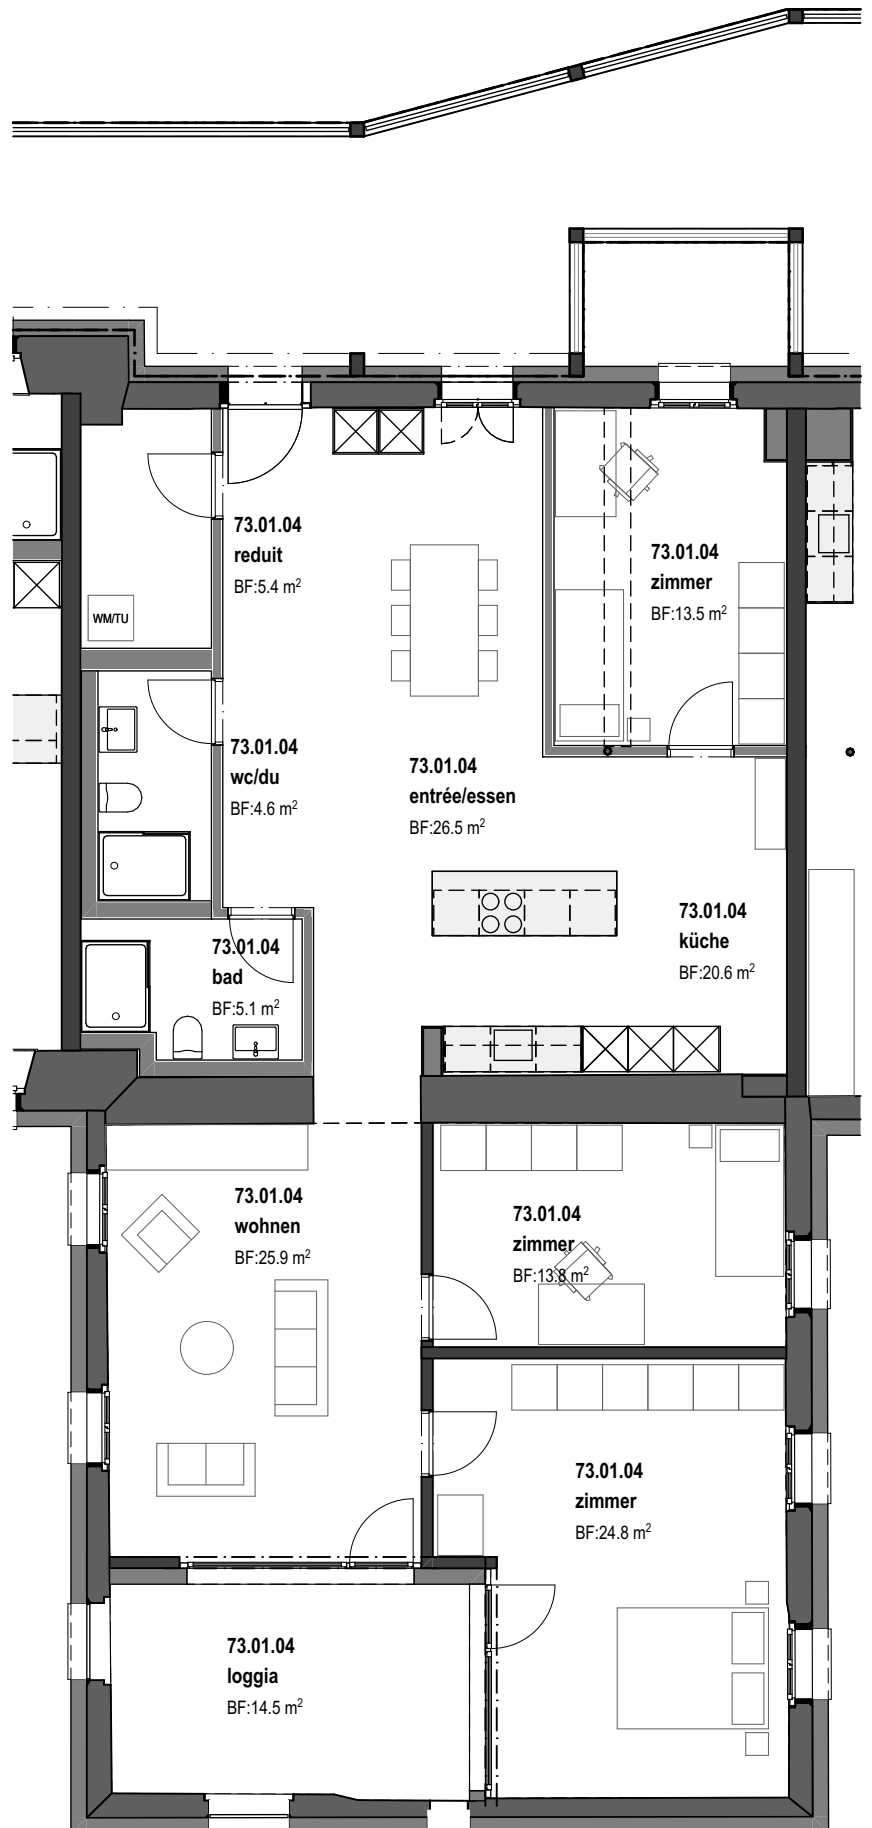 73.01.04
reduit
BF:5.4 m²
73.01.04
zimmer
BF:13.5 m²
WM/TU
73.01.04
wc/du
BF:4.6 m²
73.01.04
entrée/essen
BF:26.5 m²
73.01.04
küche
BF:20.6 m²
73.01.04
bad
BF:5.1 m²
73.01.04
wohnen
BF:25.9 m²
73.01.04
zimmer
BF:13.8 m²
73.01.04
zimmer
BF:24.8 m²
73.01.04
loggia
BF:14.5 m²